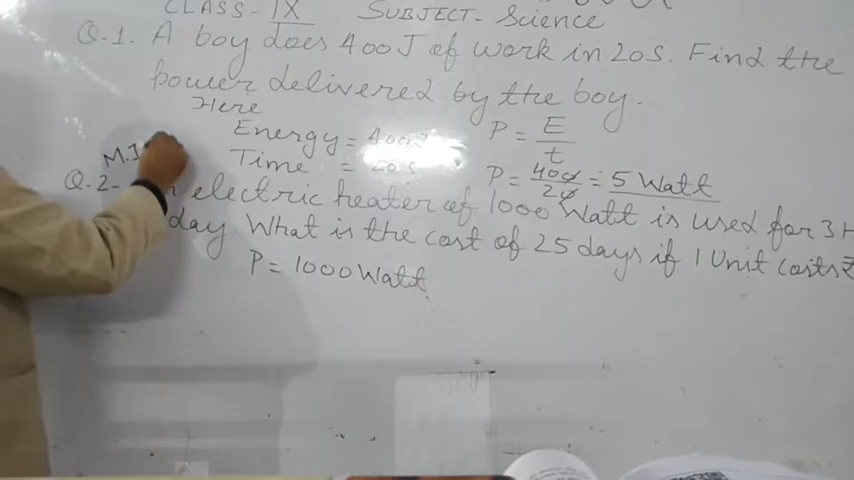 CLASS- IX SUBJECT- Science
Q-1. A boy does 400J of work in 20S. Find the
power delivered by the boy.
Here
Energy = 400J P = E/t
Time = 20s P = 400/20 = 5 Watt
M.I
Q-2- electric heater of 1000 Watt is used for 3H
day. What is the cost of 25 days if 1 Unit costs ₹
P = 1000 Watt